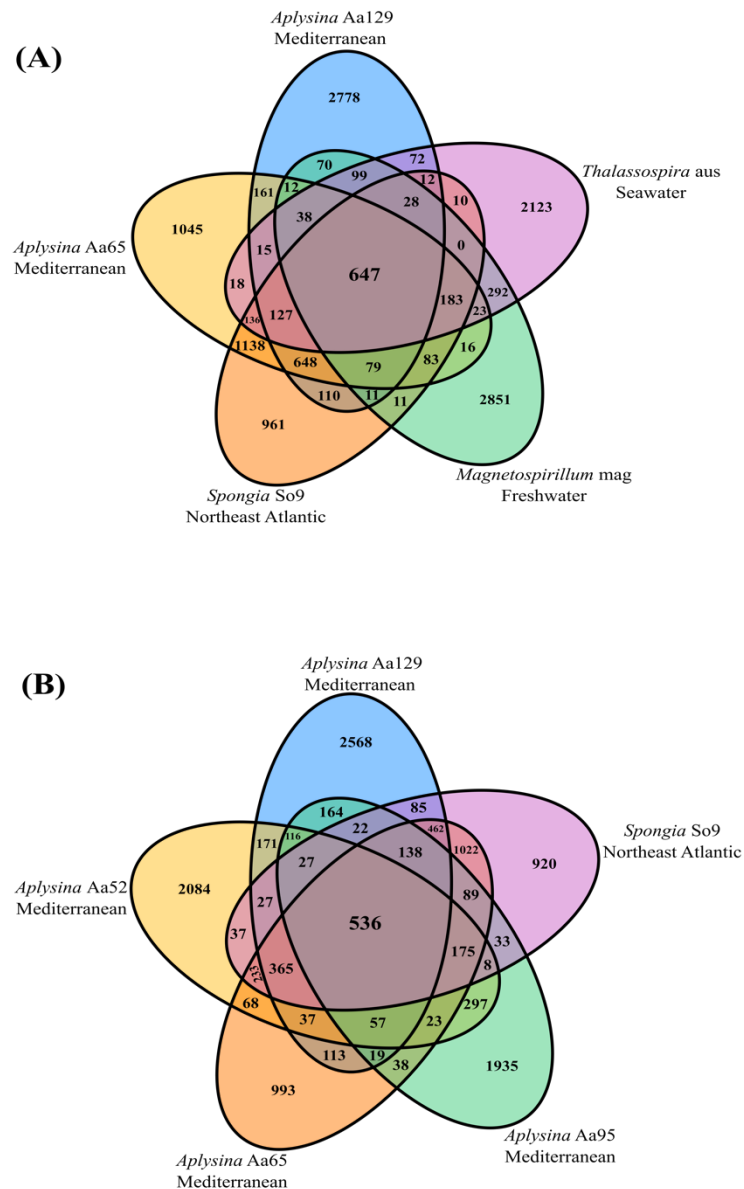 Aplysina Aa129
Mediterranean
(A)
2778
70
99
72
12
10
2123
Thalassospira aus
Seawater
161
12
38
28
0
1045
Aplysina Aa65
Mediterranean
15
18
647
183
292
23
136
127
1138
648
79
83
16
110
11
11
961
2851
Spongia So9
Northeast Atlantic
Magnetospirillum mag
Freshwater
Aplysina Aa129
Mediterranean
(B)
2568
164
22
85
462
1022
920
Spongia So9
Northeast Atlantic
171
116
27
138
89
2084
Aplysina Aa52
Mediterranean
27
37
536
175
33
8
233
365
68
37
57
23
297
113
19
38
993
1935
Aplysina Aa65
Mediterranean
Aplysina Aa95
Mediterranean